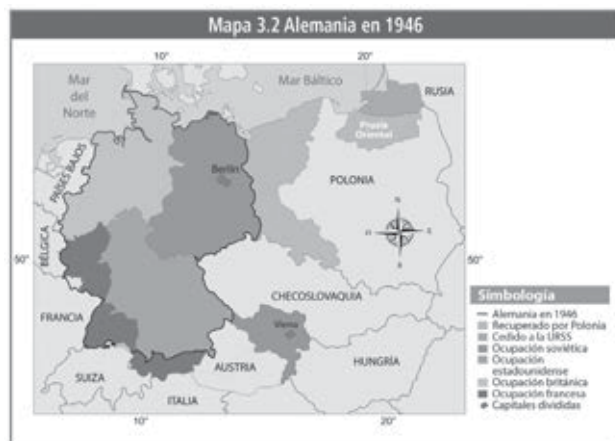 Mapa 3.2 Alemania en 1946
10°
20°
Mar
del
Norte
Mar Báltico
RUSIA
Prusia
Oriental
PAÍSES BAJOS
Berlín
POLONIA
N
BÉLGICA
50°
50°
CHECOSLOVAQUIA
FRANCIA
Viena
AUSTRIA
HUNGRÍA
SUIZA
ITALIA
10°
20°
Simbología
Alemania en 1946
Recuperado por Polonia
Cedido a la URSS
Ocupación soviética
Ocupación
estadounidense
Ocupación británica
Ocupación francesa
Capitales divididas